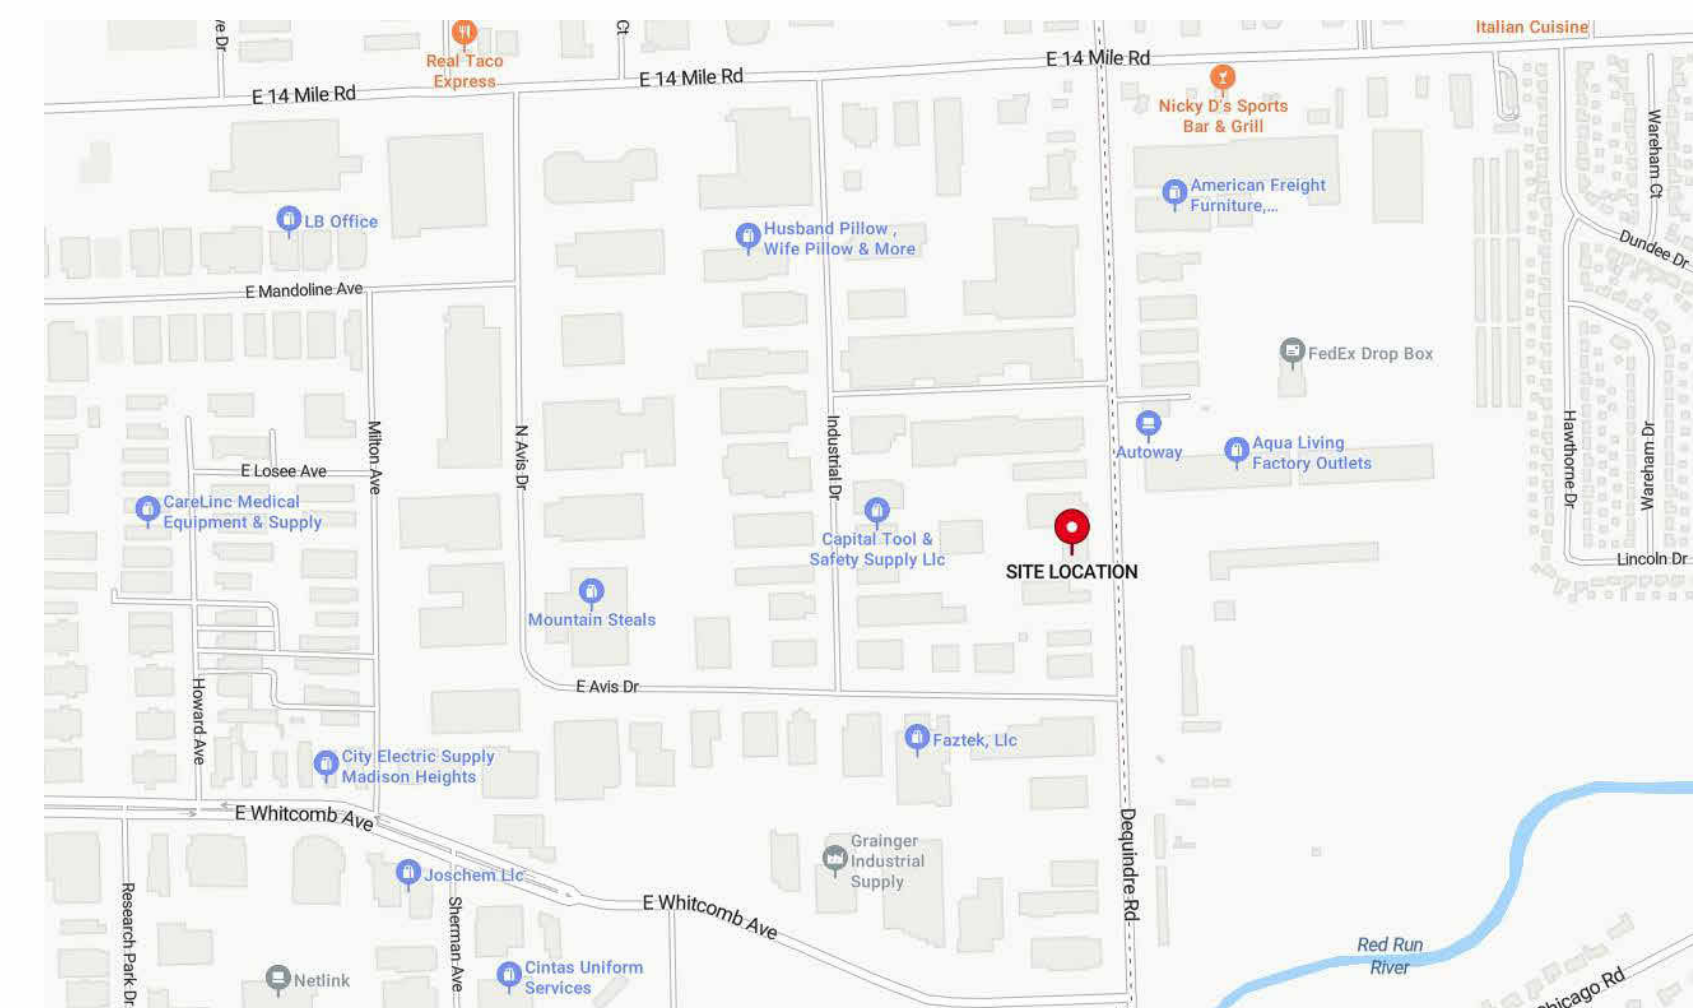 ve Dr
Ct
Italian Cuisine
Real Taco
Express
E 14 Mile Rd
E 14 Mile Rd
E 14 Mile Rd
Nicky D's Sports
Bar & Grill
Wareham Ct
American Freight
Furniture,...
LB Office
Husband Pillow ,
Wife Pillow & More
Dundee Dr
E Mandoline Ave
FedEx Drop Box
Milton Ave
N Avis Dr
Industrial Dr
Autoway
Aqua Living
Factory Outlets
Hawthorne Dr
Wareham Dr
E Losee Ave
CareLinc Medical
Equipment & Supply
Capital Tool &
Safety Supply Llc
SITE LOCATION
Lincoln Dr
Mountain Steals
E Avis Dr
Howard Ave
Faztek, Llc
City Electric Supply
Madison Heights
E Whitcomb Ave
Dequindre Rd
Grainger
Industrial
Supply
Joschem Llc
Research Park Dr
Sherman Ave
E Whitcomb Ave
Red Run
River
Cintas Uniform
Services
Netlink
Chicago Rd